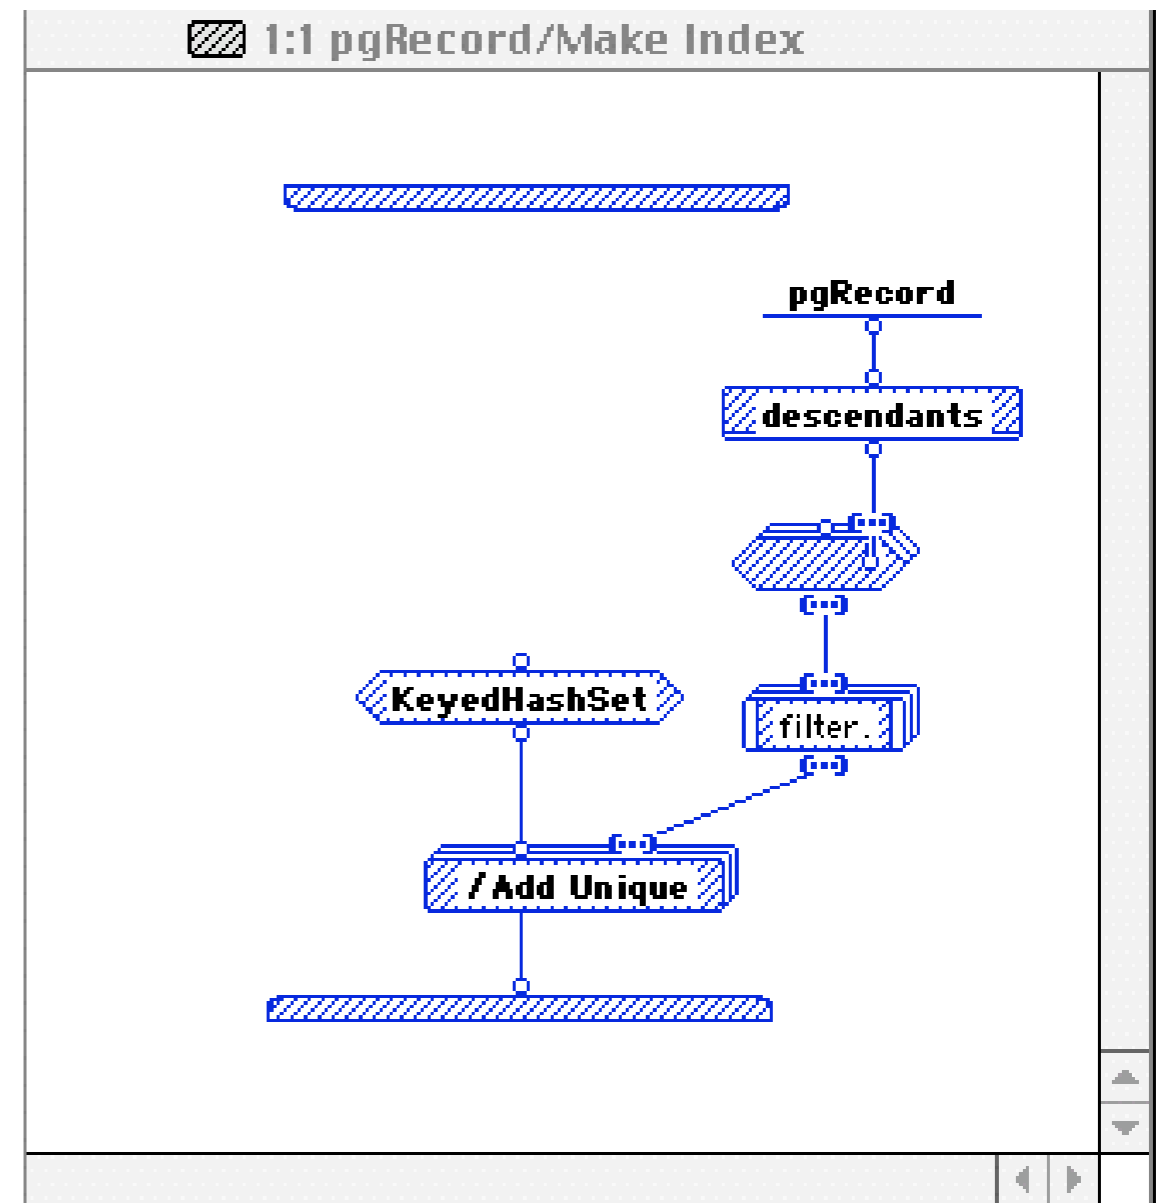 1:1 pgRecord/Make Index
pgRecord
descendants
KeyedHashSet
filter.
/Add Unique